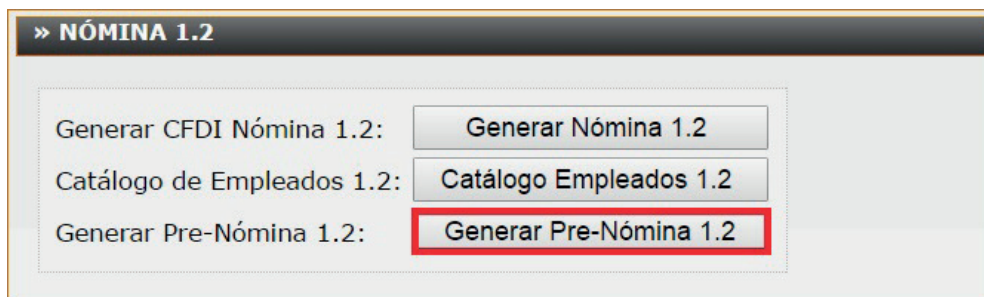 » NÓMINA 1.2
Generar CFDI Nómina 1.2: Generar Nómina 1.2
Catálogo de Empleados 1.2: Catálogo Empleados 1.2
Generar Pre-Nómina 1.2: Generar Pre-Nómina 1.2